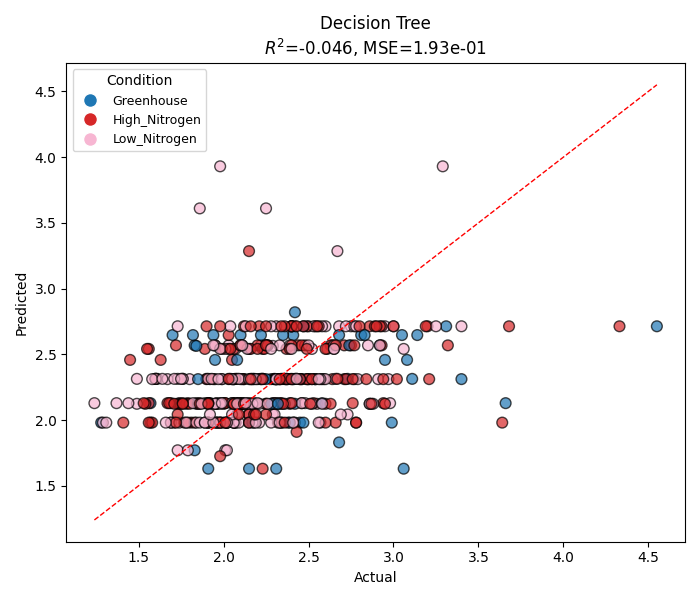 Decision Tree
R²=-0.046, MSE=1.93e-01
Condition
Greenhouse
High_Nitrogen
Low_Nitrogen
4.5
4.0
3.5
3.0
2.5
2.0
1.5
Predicted
1.5 2.0 2.5 3.0 3.5 4.0 4.5
Actual